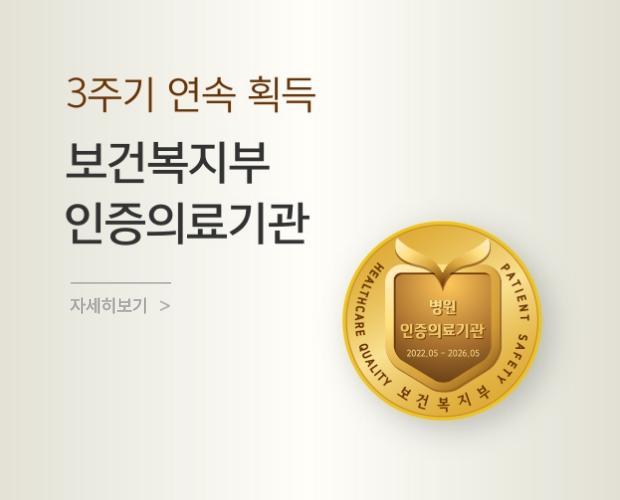 3주기 연속 획득
보건복지부
인증의료기관
자세히보기 >
HEALTHCARE QUALITY
PATIENT SAFETY
병원
인증의료기관
2022.05 - 2026.05
보건복지부